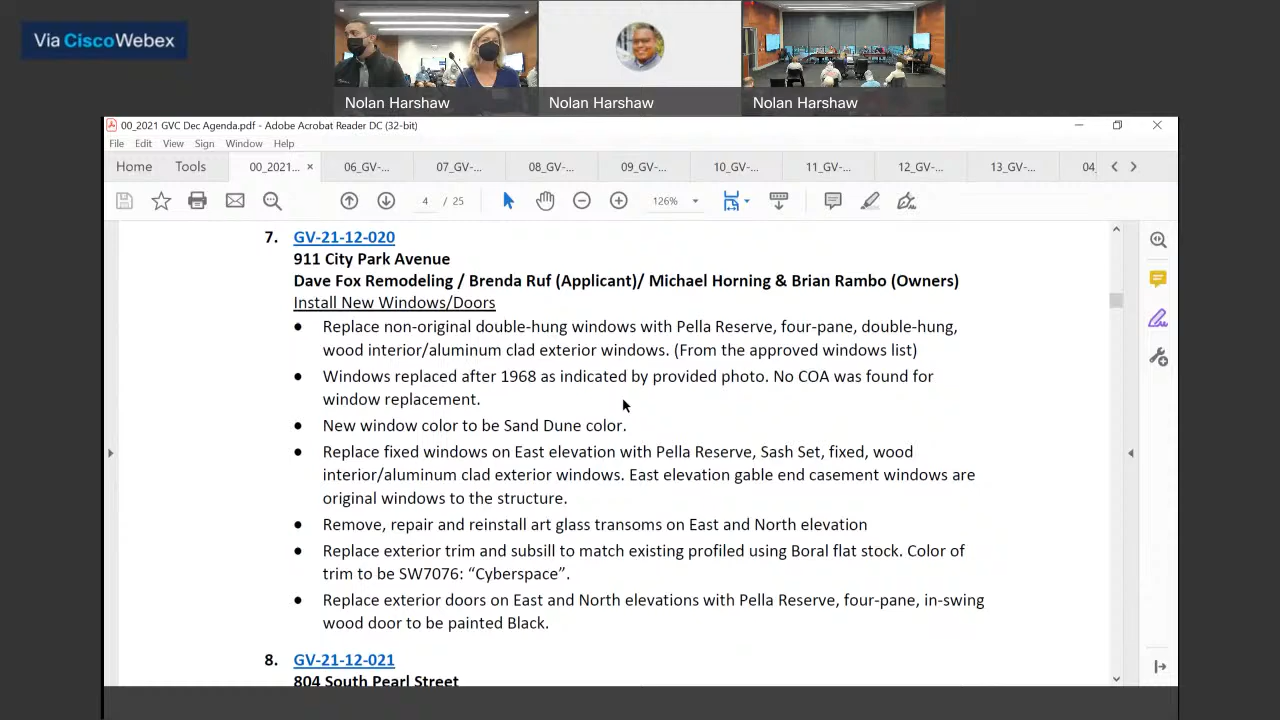 Via Cisco Webex
Nolan Harshaw
Nolan Harshaw
Nolan Harshaw
00_2021 GVC Dec Agenda.pdf - Adobe Acrobat Reader DC (32-bit)
File Edit View Sign Window Help
Home Tools 00_2021... × 06_GV-... 07_GV-... 08_GV-... 09_GV-... 10_GV-... 11_GV-... 12_GV-... 13_GV-... 04
4 / 25 126%
7. GV-21-12-020
911 City Park Avenue
Dave Fox Remodeling / Brenda Ruf (Applicant)/ Michael Horning & Brian Rambo (Owners)
Install New Windows/Doors
• Replace non-original double-hung windows with Pella Reserve, four-pane, double-hung,
wood interior/aluminum clad exterior windows. (From the approved windows list)
• Windows replaced after 1968 as indicated by provided photo. No COA was found for
window replacement.
• New window color to be Sand Dune color.
• Replace fixed windows on East elevation with Pella Reserve, Sash Set, fixed, wood
interior/aluminum clad exterior windows. East elevation gable end casement windows are
original windows to the structure.
• Remove, repair and reinstall art glass transoms on East and North elevation
• Replace exterior trim and subsill to match existing profiled using Boral flat stock. Color of
trim to be SW7076: “Cyberspace”.
• Replace exterior doors on East and North elevations with Pella Reserve, four-pane, in-swing
wood door to be painted Black.
8. GV-21-12-021
804 South Pearl Street